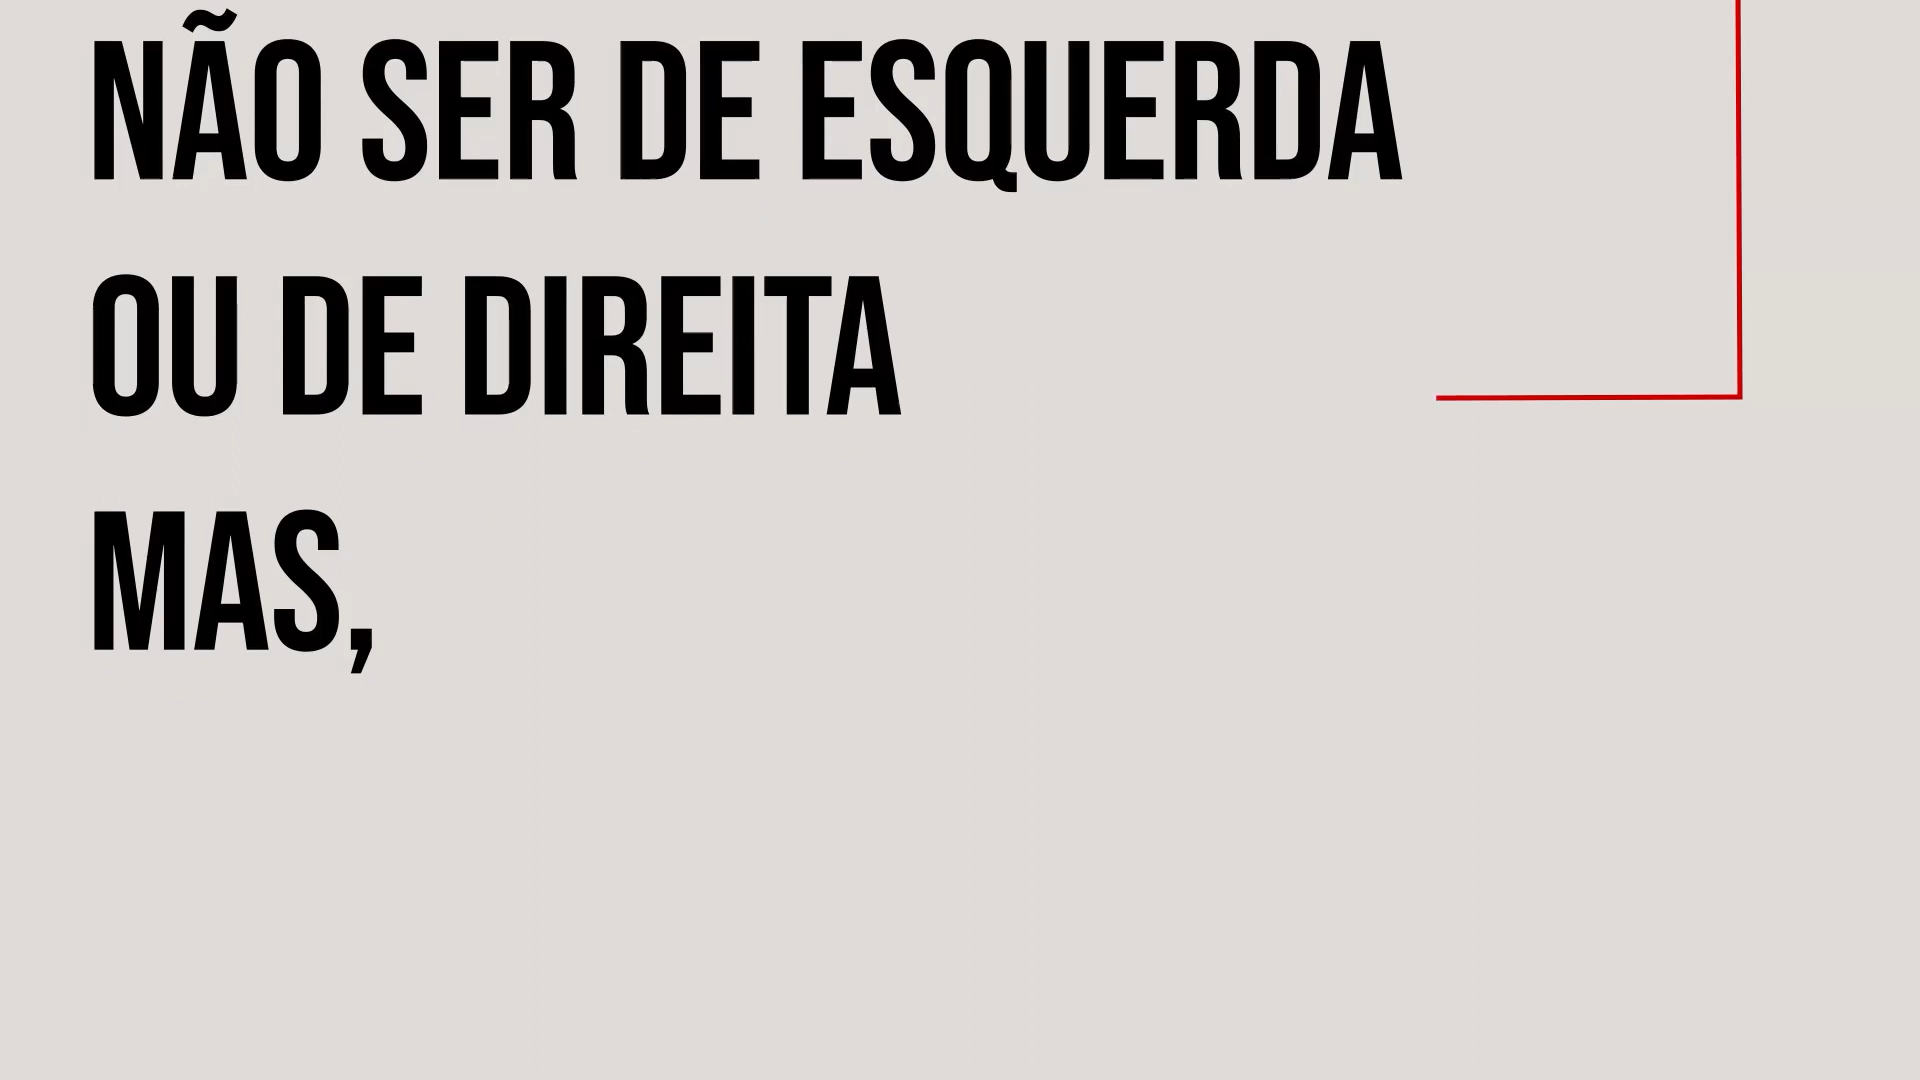 NÃO SER DE ESQUERDA
OU DE DIREITA
MAS,